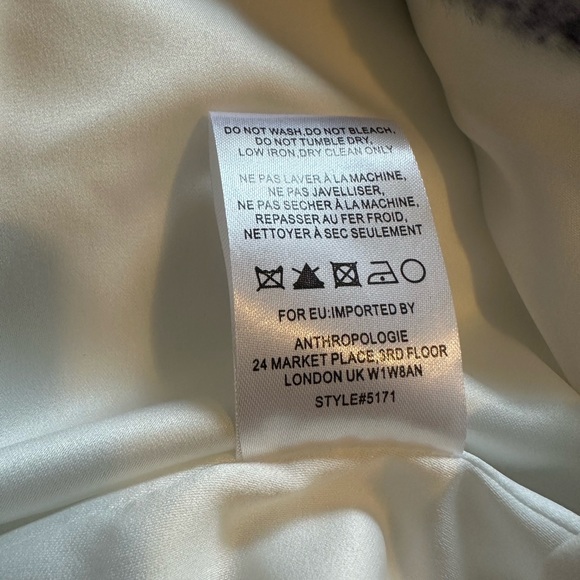 DO NOT WASH,DO NOT BLEACH,
DO NOT TUMBLE DRY,
LOW IRON,DRY CLEAN ONLY
NE PAS LAVER À LA MACHINE,
NE PAS JAVELLISER,
NE PAS SECHER À LA MACHINE,
REPASSER AU FER FROID,
NETTOYER À SEC SEULEMENT
FOR EU:IMPORTED BY
ANTHROPOLOGIE
24 MARKET PLACE,3RD FLOOR
LONDON UK W1W8AN
STYLE#5171